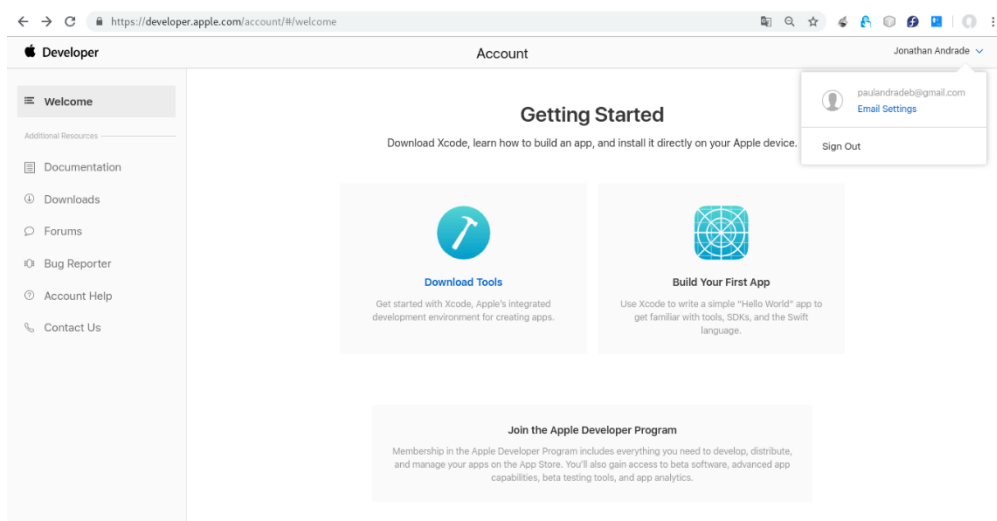 https://developer.apple.com/account/#/welcome
Developer
Account
Jonathan Andrade
paulandradeb@gmail.com
Email Settings
Sign Out
Welcome
Additional Resources
Documentation
Downloads
Forums
Bug Reporter
Account Help
Contact Us
Getting Started
Download Xcode, learn how to build an app, and install it directly on your Apple device.
Download Tools
Get started with Xcode, Apple's integrated
development environment for creating apps.
Build Your First App
Use Xcode to write a simple "Hello World" app to
get familiar with tools, SDKs, and the Swift
language.
Join the Apple Developer Program
Membership in the Apple Developer Program includes everything you need to develop, distribute,
and manage your apps on the App Store. You'll also gain access to beta software, advanced app
capabilities, beta testing tools, and app analytics.